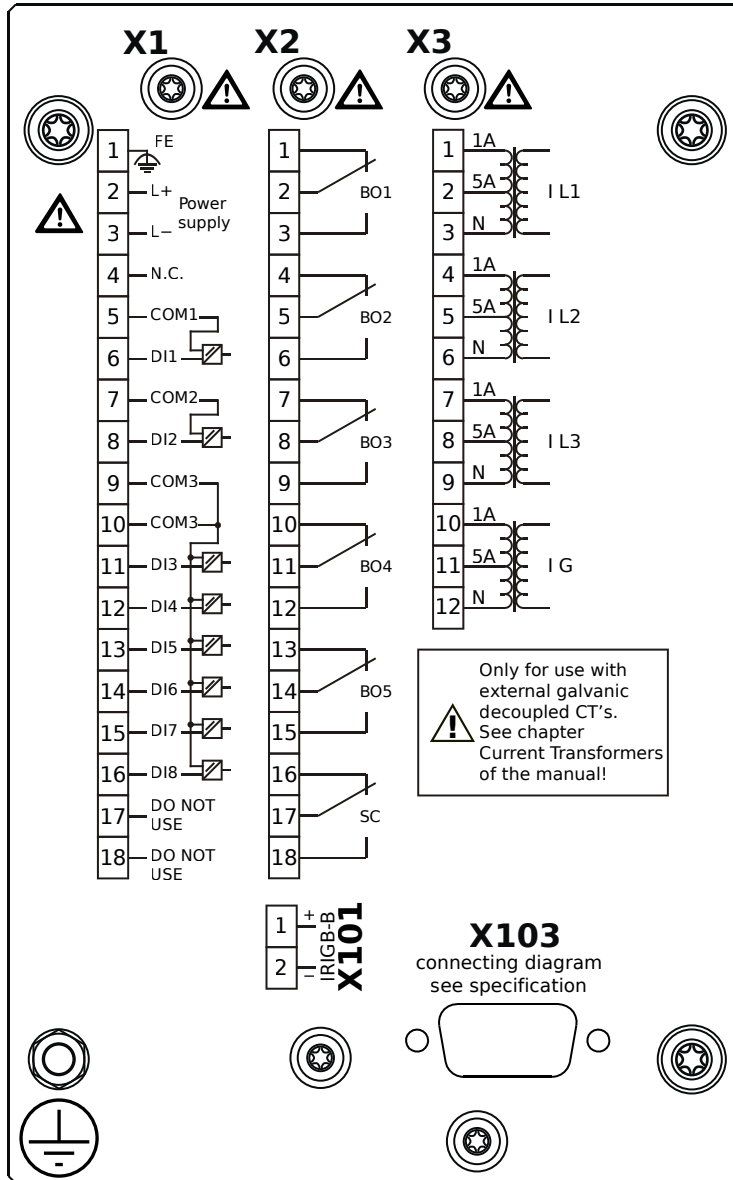 X1
X2
X3
1 FE
2 L+
Power
supply
3 L−
4 N.C.
5 COM1
6 DI1
7 COM2
8 DI2
9 COM3
10 COM3
11 DI3
12 DI4
13 DI5
14 DI6
15 DI7
16 DI8
17 DO NOT
USE
18 DO NOT
USE
1
2 BO1
3
4
5 BO2
6
7
8 BO3
9
10
11 BO4
12
13
14 BO5
15
16
17 SC
18
1 1A
2 5A I L1
3 N
4 1A
5 5A I L2
6 N
7 1A
8 5A I L3
9 N
10 1A
11 5A I G
12 N
! Only for use with
external galvanic
decoupled CT's.
See chapter
Current Transformers
of the manual!
1 +
2 −
IRIGB-B
X101
X103
connecting diagram
see specification